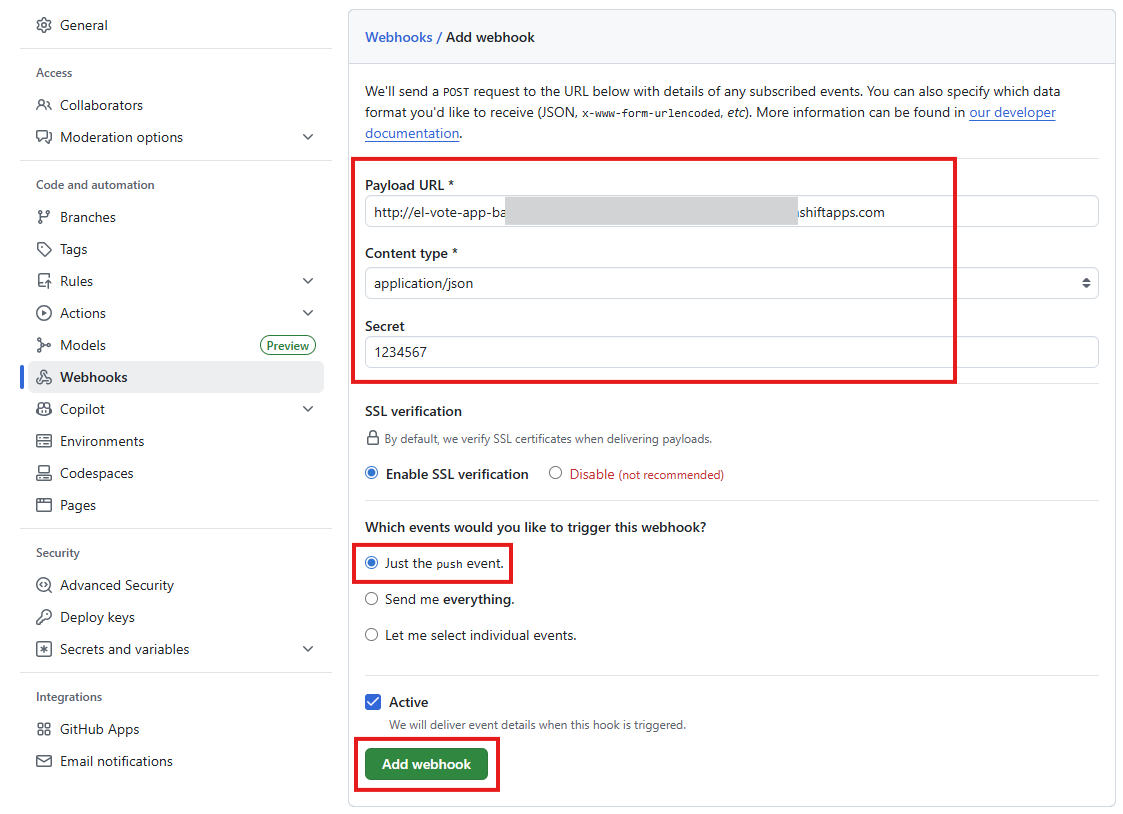 General
Access
Collaborators
Moderation options
Code and automation
Branches
Tags
Rules
Actions
Models Preview
Webhooks
Copilot
Environments
Codespaces
Pages
Security
Advanced Security
Deploy keys
Secrets and variables
Integrations
GitHub Apps
Email notifications
Webhooks / Add webhook
We'll send a POST request to the URL below with details of any subscribed events. You can also specify which data
format you'd like to receive (JSON, x-www-form-urlencoded, etc). More information can be found in our developer
documentation.
Payload URL *
http://el-vote-app-ba shiftapps.com
Content type *
application/json
Secret
1234567
SSL verification
By default, we verify SSL certificates when delivering payloads.
Enable SSL verification Disable (not recommended)
Which events would you like to trigger this webhook?
Just the push event.
Send me everything.
Let me select individual events.
Active
We will deliver event details when this hook is triggered.
Add webhook